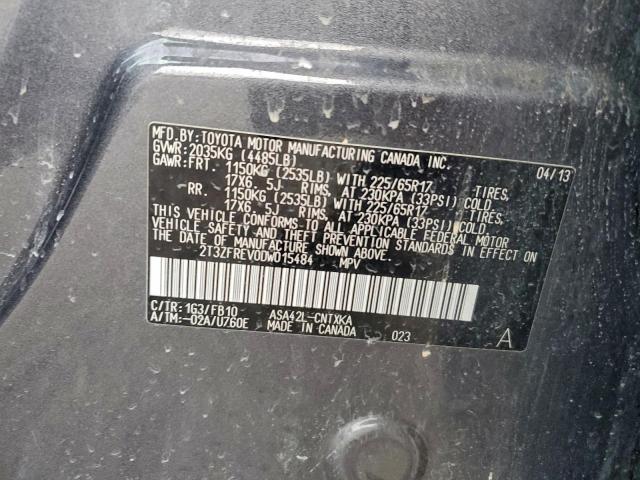 MFD.BY:TOYOTA MOTOR MANUFACTURING CANADA INC.
GVWR:2035KG (4485LB) 04/13
GAWR:FRT. 1150KG (2535LB) WITH 225/65R17 TIRES,
17X6.5J RIMS, AT 230KPA (33PSI) COLD
RR. 1150KG (2535LB) WITH 225/65R17 TIRES,
17X6.5J RIMS, AT 230KPA (33PSI) COLD
THIS VEHICLE CONFORMS TO ALL APPLICABLE FEDERAL MOTOR
VEHICLE SAFETY AND THEFT PREVENTION STANDARDS IN EFFECT ON
THE DATE OF MANUFACTURE SHOWN ABOVE.
2T3ZFREV0DW015484 MPV
C/TR:1G3/FB10 ASA42L-CNTXKA
A/TM:-02A/U760E MADE IN CANADA 023 A